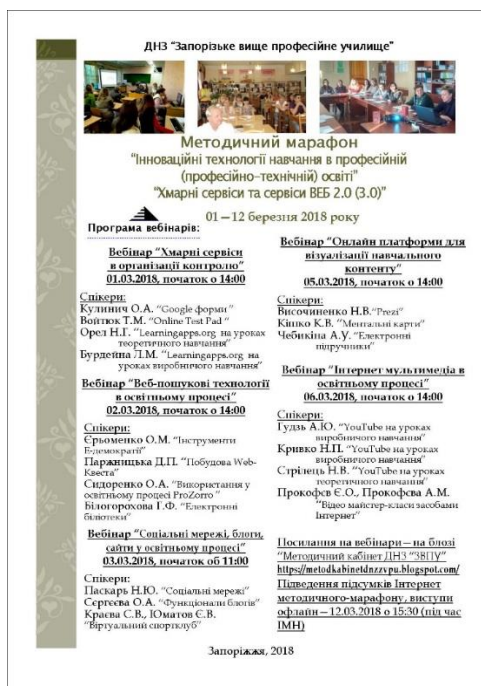 ДНЗ “Запорізьке вище професійне училище”
Методичний марафон
“Інноваційні технології навчання в професійній
(професійно-технічній) освіті”
“Хмарні сервіси та сервіси ВЕБ 2.0 (3.0)”
01—12 березня 2018 року
Програма вебінарів:
Вебінар “Хмарні сервіси
в організації контролю”
01.03.2018, початок о 14:00
Спікери:
Кулинич О.А. “Google форми ”
Войтюк Т.М. “Online Test Pad ”
Орел Н.Г. “Learningapps.org на уроках
теоретичного навчання”
Бурдейна Л.М. “Learningapps.org на
уроках виробничого навчання”
Вебінар “Веб-пошукові технології
в освітньому процесі”
02.03.2018, початок о 14:00
Спікери:
Єрьоменко О.М. “Інструменти
Е-демократії”
Паржницька Д.П. “Побудова Web-
Квеста”
Сидоренко О.А. “Використання у
освітньому процесі ProZorro”
Білогорохова Г.Ф. “Електронні
біліотеки”
Вебінар “Соціальні мережі, блоги,
сайти у освітньому процесі”
03.03.2018, початок об 11:00
Спікери:
Паскарь Н.Ю. “Соціальні мережі”
Сєргєєва О.А. “Функціонали блогів”
Краєва С.В., Юматов Є.В.
“Віртуальний спортклуб”
Вебінар “Онлайн платформи для
візуалізації навчального
контенту”
05.03.2018, початок о 14:00
Спікери:
Височиненко Н.В.“Prezi”
Кішко К.В. “Ментальні карти”
Чебикіна А.У. “Електронні
підручники”
Вебінар “Інтернет мультимедіа в
освітньому процесі”
06.03.2018, початок о 14:00
Спікери:
Гудзь А.Ю. “YouTube на уроках
виробничого навчання”
Кривко Н.П. “YouTube на уроках
виробничого навчання”
Стрілець Н.В. “YouTube на уроках
теоретичного навчання”
Прокофєв Є.О., Прокофєва А.М.
“Відео майстер-класи засобами
Інтернет”
Посилання на вебінари—на блозі
“Методичний кабінет ДНЗ “ЗВПУ”
https://metodkabinetdnzzvpu.blogspot.com/
Підведення підсумків Інтернет
методичного-марафону, виступи
офлайн—12.03.2018 о 15:30 (під час
ІМН)
Запоріжжя, 2018